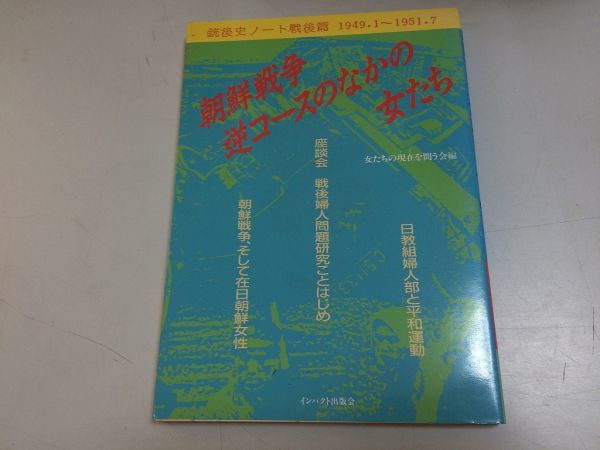 銃後史ノート戦後篇 1949.1〜1951.7
朝鮮戦争
逆コースのなかの
女たち
女たちの現在を問う会編
座談会 戦後婦人問題研究ことはじめ
日教組婦人部と平和運動
朝鮮戦争、そして在日朝鮮女性
インパクト出版会